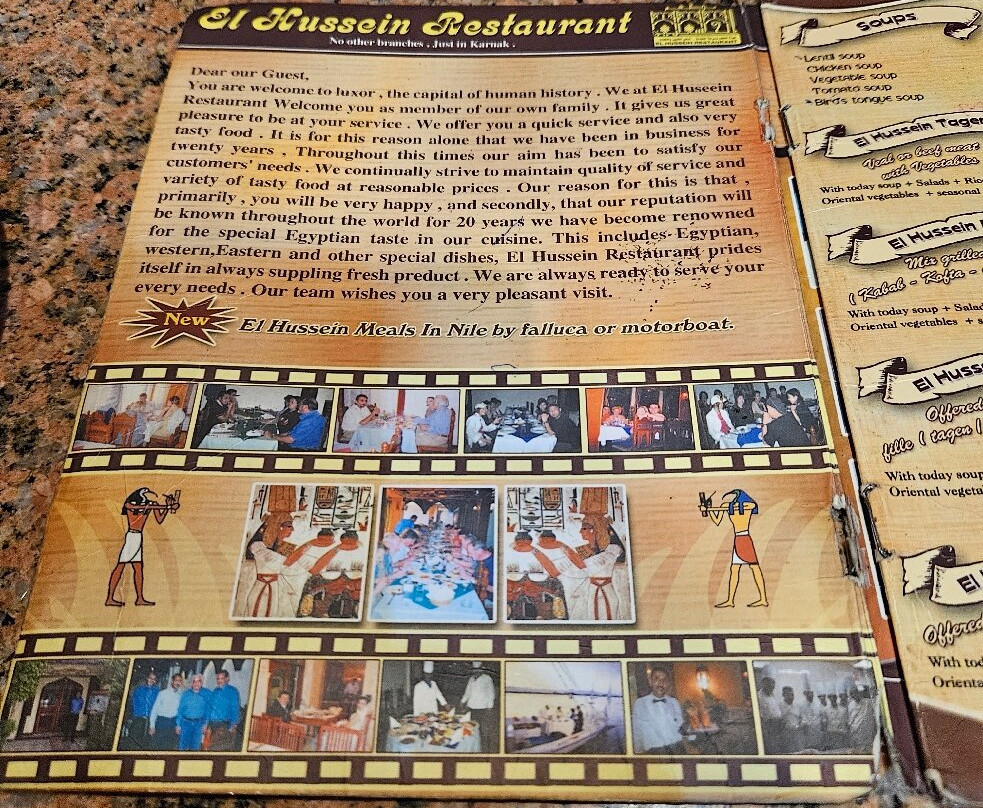 El Hussein Restaurant
No other branches , Just in Karnak .
EL HUSSEIN RESTAURANT
Dear our Guest,
You are welcome to luxor , the capital of human history . We at El Huseein
Restaurant Welcome you as member of our own family . It gives us great
pleasure to be at your service . We offer you a quick service and also very
tasty food . It is for this reason alone that we have been in business for
twenty years , Throughout this times our aim has been to satisfy our
customers' needs . We continually strive to maintain quality of service and
variety of tasty food at reasonable prices . Our reason for this is that ,
primarily , you will be very happy , and secondly, that our reputation will
be known throughout the world for 20 years we have become renowned
for the special Egyptian taste in our cuisine. This includes Egyptian,
western,Eastern and other special dishes, El Hussein Restaurant prides
itself in always suppling fresh product . We are always ready to serve your
every needs . Our team wishes you a very pleasant visit.
New El Hussein Meals In Nile by falluca or motorboat.
Soups
Lentil soup
Chicken soup
Vegetable soup
Tomato soup
Bird's tongue soup
El Hussein Tagen
Veal or beef meat
with Vegetables
With today soup + Salads + Rice
Oriental vegetables + seasonal
El Hussein
Mix grilled
( Kabab - Kofta -
With today soup + Salad
Oriental vegetables + s
El Husse
Offered
fille ( tagen )
With today soup
Oriental vegeta
El
Offered
With tod
Orienta